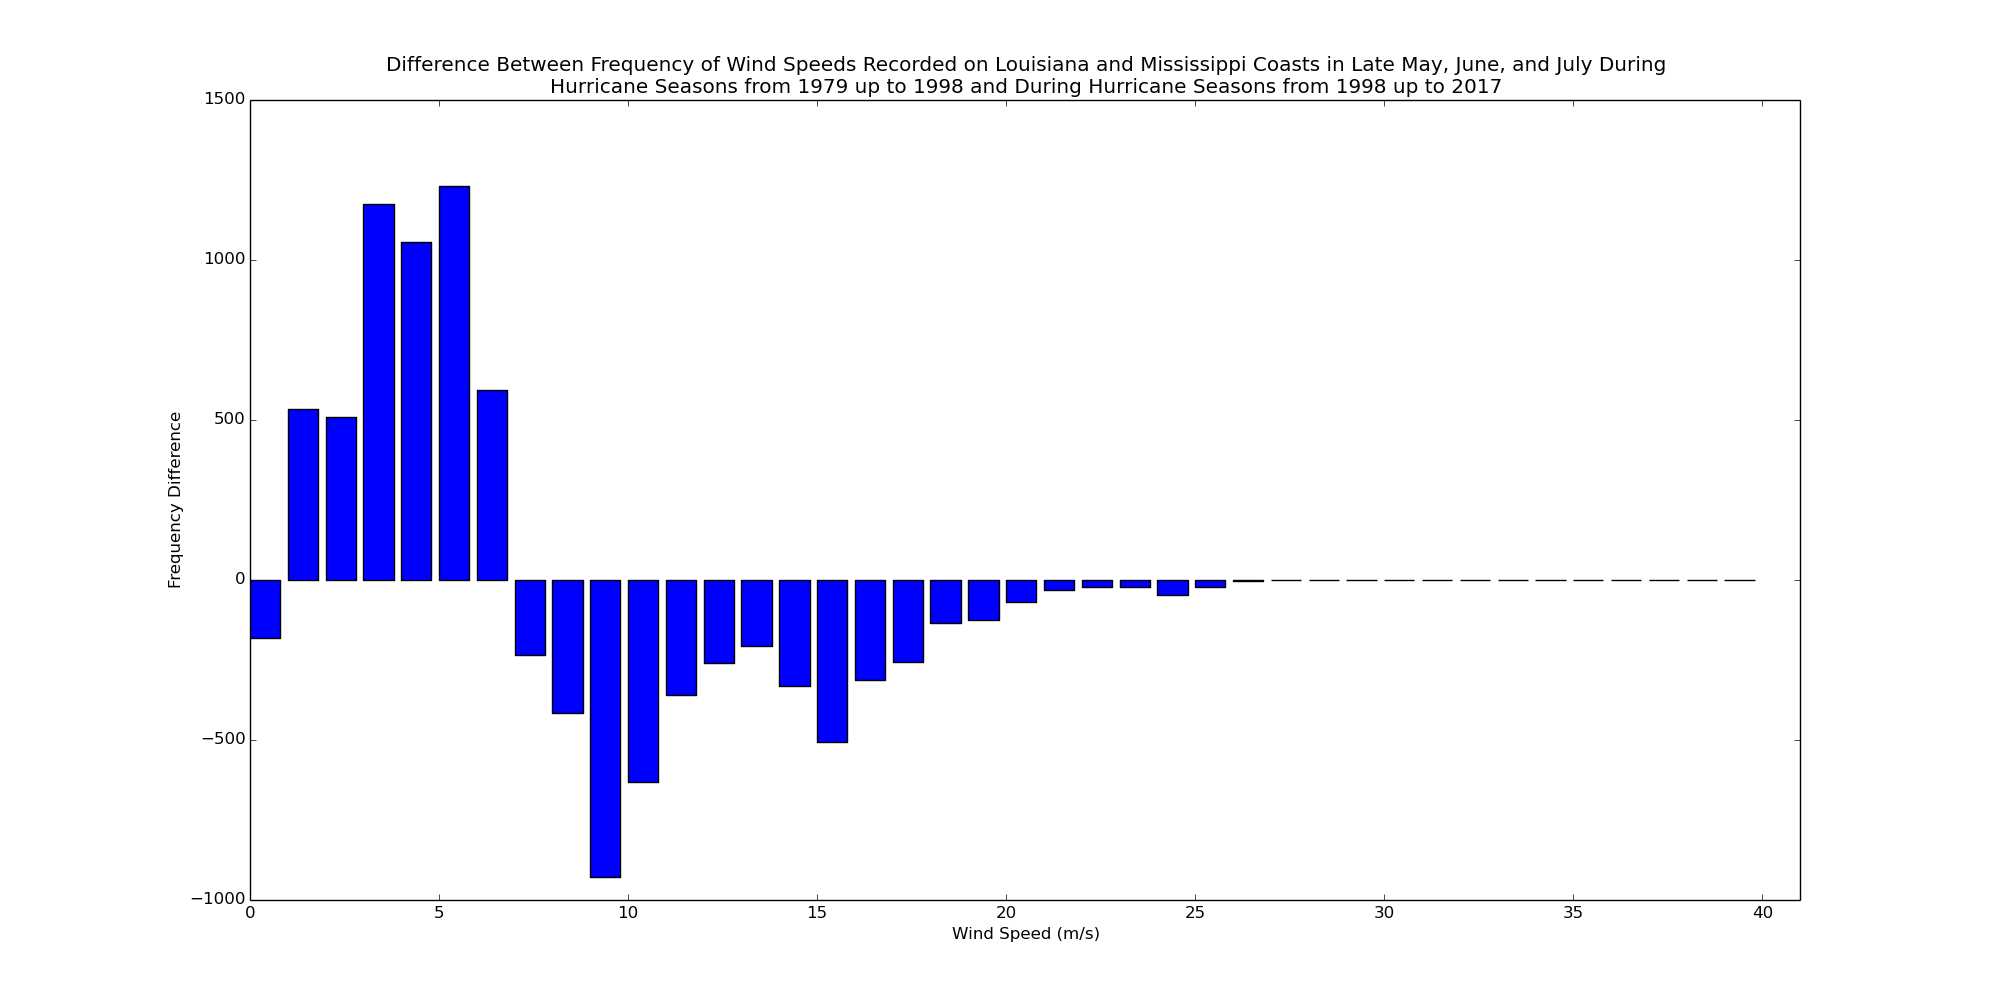 Difference Between Frequency of Wind Speeds Recorded on Louisiana and Mississippi Coasts in Late May, June, and July During
Hurricane Seasons from 1979 up to 1998 and During Hurricane Seasons from 1998 up to 2017
1500
1000
500
0
−500
−1000
Frequency Difference
0 5 10 15 20 25 30 35 40
Wind Speed (m/s)